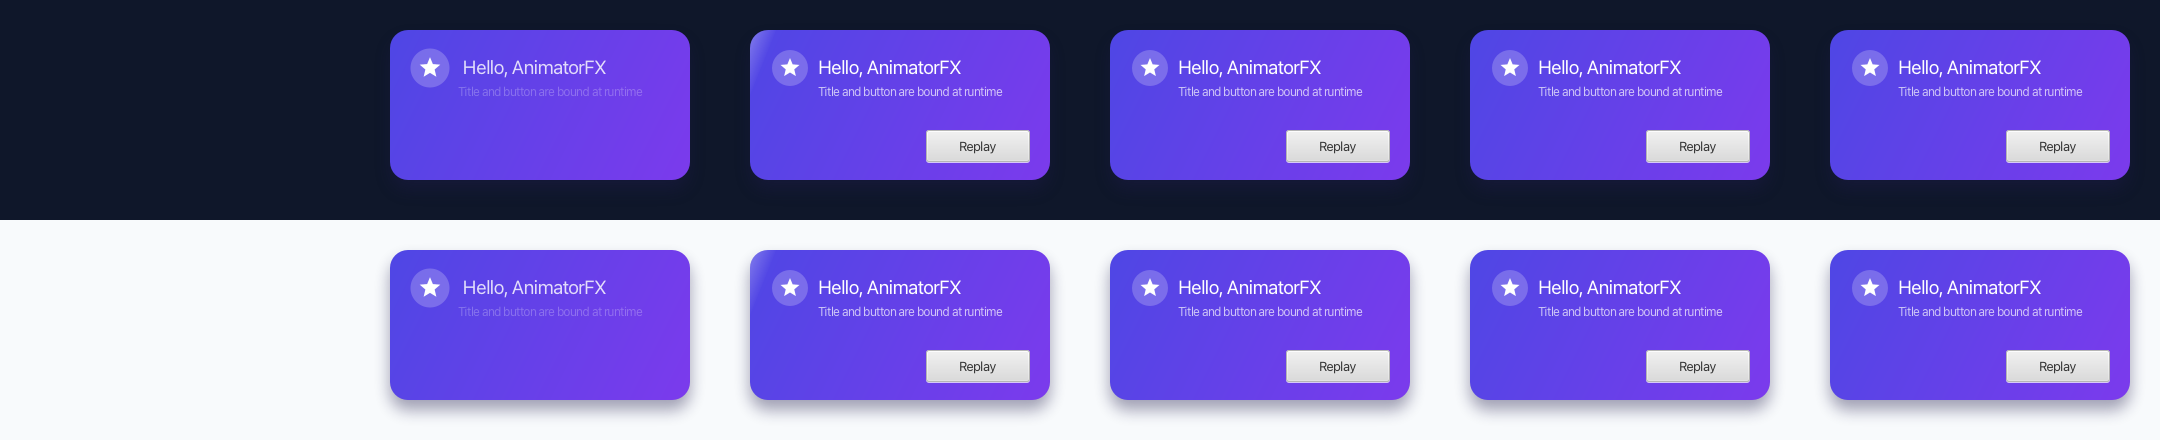 Hello, AnimatorFX
Title and button are bound at runtime
Hello, AnimatorFX
Title and button are bound at runtime
Replay
Hello, AnimatorFX
Title and button are bound at runtime
Replay
Hello, AnimatorFX
Title and button are bound at runtime
Replay
Hello, AnimatorFX
Title and button are bound at runtime
Replay
Hello, AnimatorFX
Title and button are bound at runtime
Hello, AnimatorFX
Title and button are bound at runtime
Replay
Hello, AnimatorFX
Title and button are bound at runtime
Replay
Hello, AnimatorFX
Title and button are bound at runtime
Replay
Hello, AnimatorFX
Title and button are bound at runtime
Replay